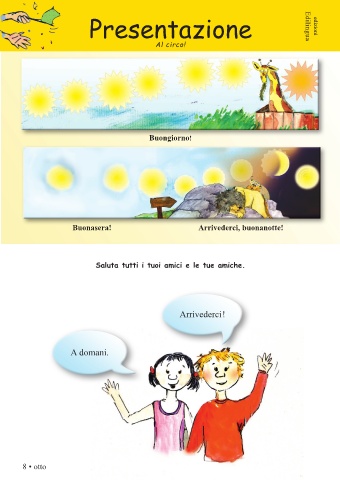 Presentazione
Al circo!
edizioni
Edilingua
Buongiorno!
Buonasera!
Arrivederci, buonanotte!
Saluta tutti i tuoi amici e le tue amiche.
Arrivederci!
A domani.
8 • otto